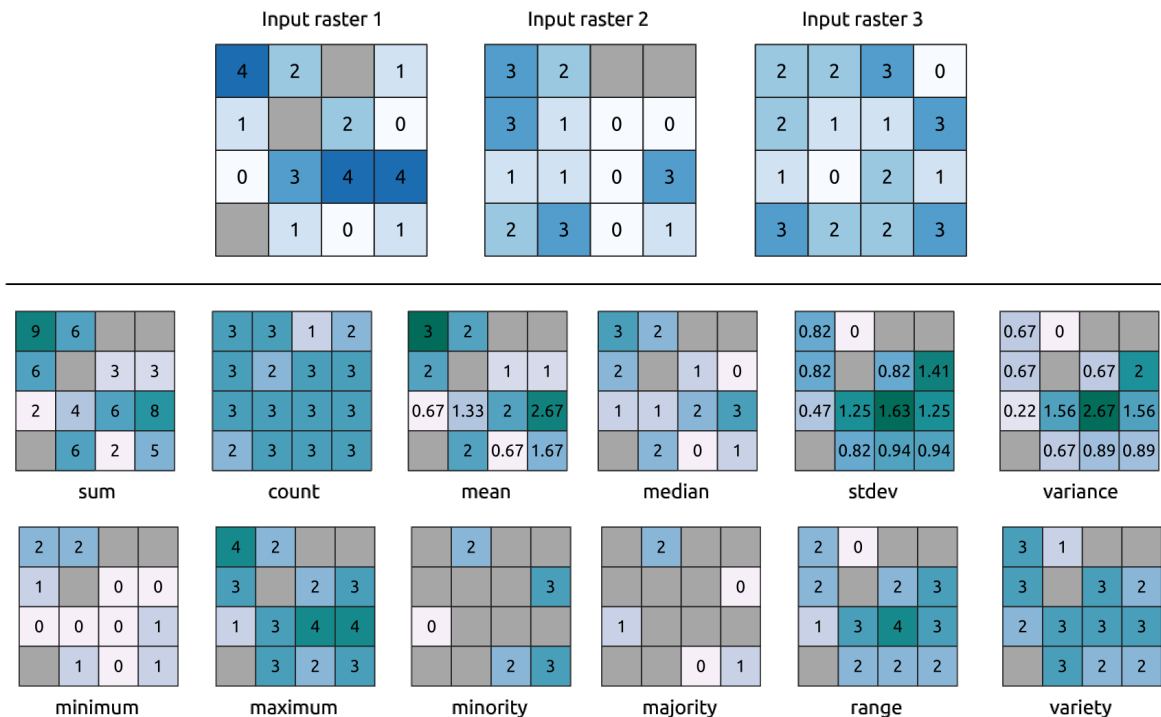 Input raster 1 Input raster 2 Input raster 3
4 2 1 3 2 2 2 3 0
1 2 0 3 1 0 0 2 1 1 3
0 3 4 4 1 1 0 3 1 0 2 1
1 0 1 2 3 0 1 3 2 2 3
9 6 3 3 1 2 3 2 3 2 0.82 0 0.67 0
6 3 3 3 2 3 3 2 1 1 2 1 0 0.82 0.82 1.41 0.67 0.67 2
2 4 6 8 3 3 3 3 0.67 1.33 2 2.67 1 1 2 3 0.47 1.25 1.63 1.25 0.22 1.56 2.67 1.56
6 2 5 2 3 3 3 2 0.67 1.67 2 0 1 0.82 0.94 0.94 0.67 0.89 0.89
sum count mean median stdev variance
2 2 4 2 2 2 2 0 3 1
1 0 0 3 2 3 3 0 2 2 3 3 3 2
0 0 0 1 1 3 4 4 0 1 1 3 4 3 2 3 3 3
1 0 1 3 2 3 2 3 0 1 2 2 2 3 2 2
minimum maximum minority majority range variety